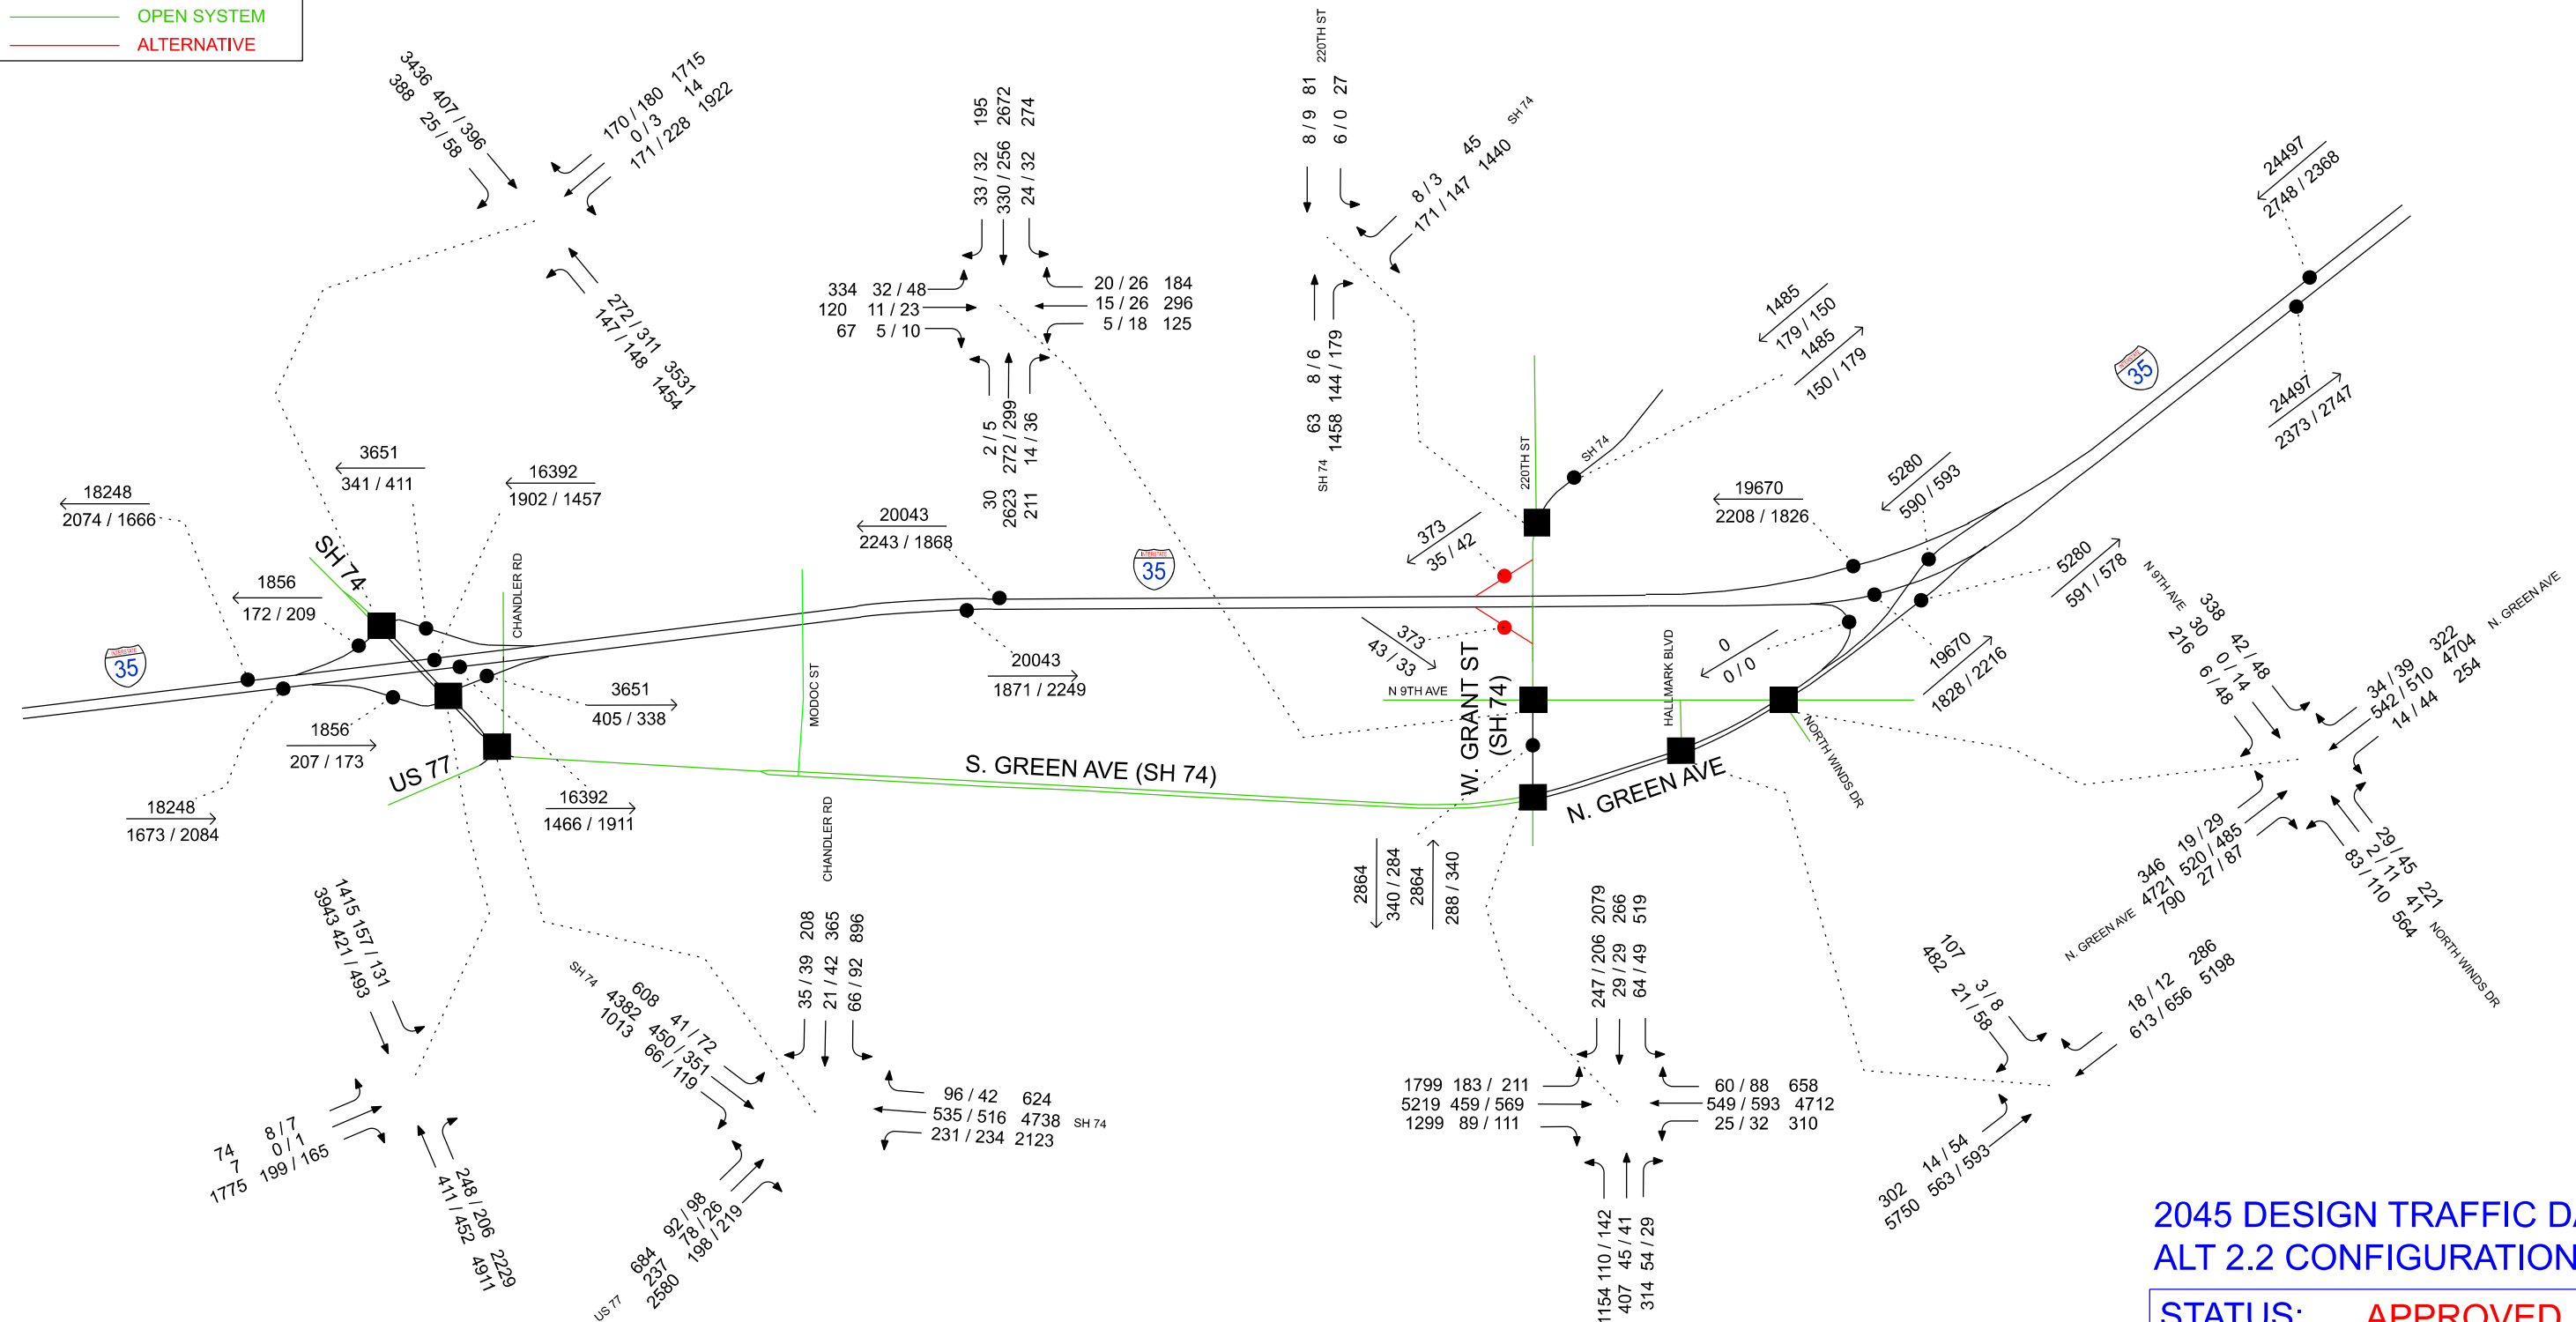 OPEN SYSTEM
ALTERNATIVE
3436 407 / 396
388 25 / 58
170 / 180 1715
0 / 3 14
171 / 228 1922
272 / 311 3531
147 / 148 1454
33 / 32 195
330 / 256 2672
24 / 32 274
334 32 / 48
120 11 / 23
67 5 / 10
20 / 26 184
15 / 26 296
5 / 18 125
30 2 / 5
2623 272 / 299
211 14 / 36
220TH ST
8 / 9 81
6 / 0 27
8 / 3 45
171 / 147 1440
SH 74
SH 74
63 8 / 6
1458 144 / 179
1485
179 / 150
1485
150 / 179
24497
2748 / 2368
24497
2373 / 2747
INTERSTATE
35
18248
2074 / 1666
3651
341 / 411
16392
1902 / 1457
1856
172 / 209
SH 74
CHANDLER RD
INTERSTATE
35
20043
2243 / 1868
INTERSTATE
35
373
35 / 42
220TH ST
SH 74
19670
2208 / 1826
5280
590 / 593
5280
591 / 578
373
43 / 33
0
0 / 0
19670
1828 / 2216
18248
1673 / 2084
1856
207 / 173
3651
405 / 338
16392
1466 / 1911
US 77
MODOC ST
20043
1871 / 2249
S. GREEN AVE (SH 74)
N 9TH AVE
W. GRANT ST
(SH 74)
HALLMARK BLVD
N. GREEN AVE
NORTH WINDS DR
N 9TH AVE
338 42 / 48
30 0 / 14
216 6 / 48
34 / 39 322
542 / 510 4704
14 / 44 254
N. GREEN AVE
N. GREEN AVE
346 19 / 29
4721 520 / 485
790 27 / 87
29 / 45 221
2 / 11 41
83 / 110 564
NORTH WINDS DR
1415 157 / 131
3943 421 / 493
74 8 / 7
7 0 / 1
1775 199 / 165
248 / 206 2229
411 / 452 4911
CHANDLER RD
35 / 39 208
21 / 42 365
66 / 92 896
SH 74
608 41 / 72
4382 450 / 351
1013 66 / 119
96 / 42 624
535 / 516 4738
231 / 234 2123
SH 74
US 77
684 92 / 98
237 78 / 26
2580 198 / 219
2864
340 / 284
2864
288 / 340
247 / 206 2079
29 / 29 266
64 / 49 519
1799 183 / 211
5219 459 / 569
1299 89 / 111
60 / 88 658
549 / 593 4712
25 / 32 310
1154 110 / 142
407 45 / 41
314 54 / 29
107 3 / 8
482 21 / 58
18 / 12 286
613 / 656 5198
302 14 / 54
5750 563 / 593
2045 DESIGN TRAFFIC DA
ALT 2.2 CONFIGURATION
STATUS: APPROVED